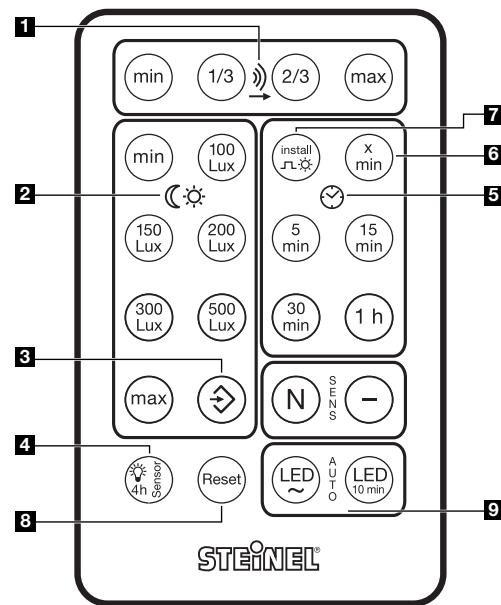 1
min 1/3 2/3 max
7
6
min
100
Lux
install
x
min
2
5
150
Lux
200
Lux
5
min
15
min
300
Lux
500
Lux
30
min
1 h
3
max
N
SENS
−
4
4h
Sensor
Reset
LED
~
AUTO
LED
10 min
8
9
STEINEL®